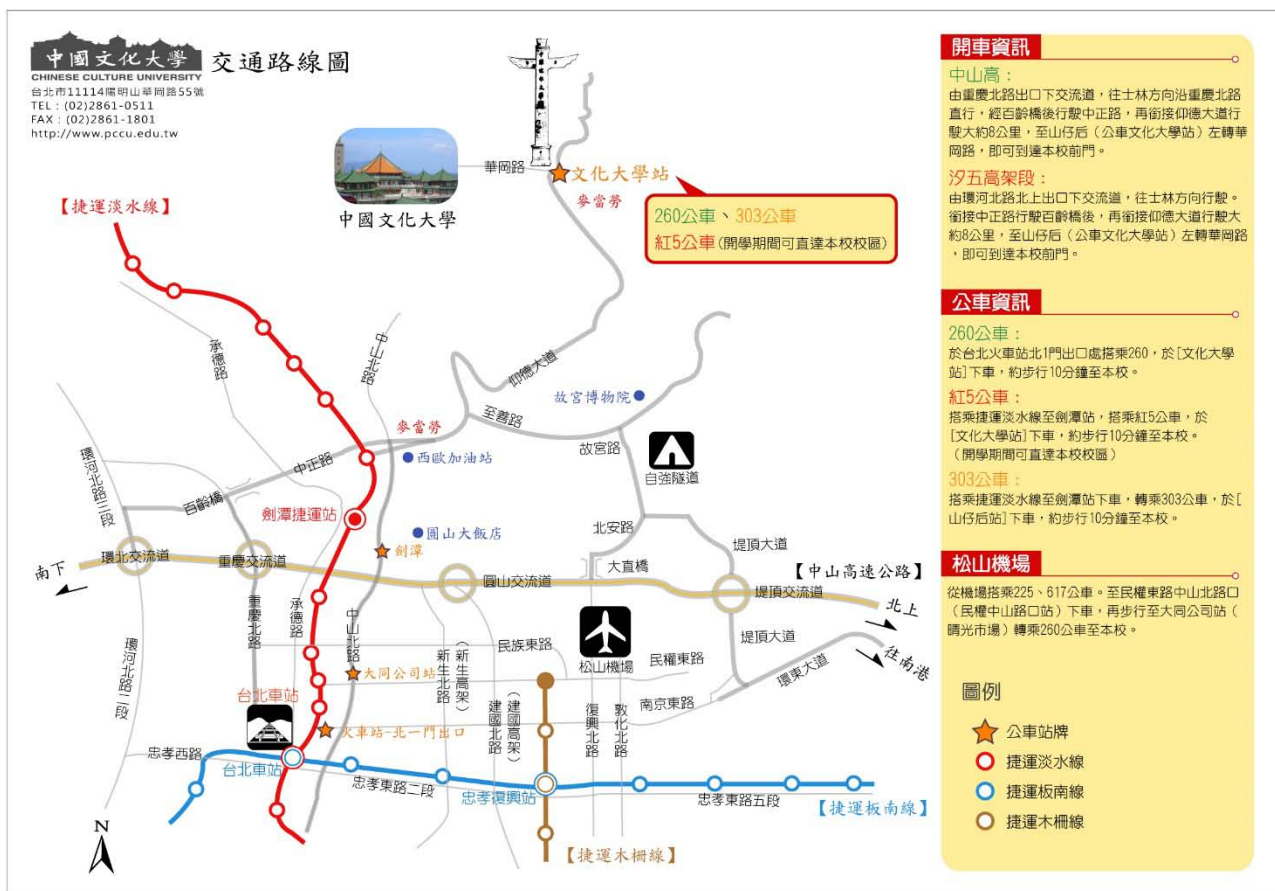 中國文化大學
CHINESE CULTURE UNIVERSITY
交通路線圖
台北市11114陽明山華岡路55號
TEL : (02)2861-0511
FAX : (02)2861-1801
http://www.pccu.edu.tw
中國文化大學
華岡路
文化大學站
麥當勞
中國文化大學
260公車、303公車
紅5公車(開學期間可直達本校校區)
【捷運淡水線】
承德路
中山北路
仰德大道
至善路
故宮博物院
麥當勞
中正路
西歐加油站
故宮路
自強隧道
環河北路三段
百齡橋
劍潭捷運站
圓山大飯店
北安路
劍潭
大直橋
堤頂大道
【中山高速公路】
南下
環北交流道
重慶交流道
圓山交流道
堤頂交流道
北上
重慶北路
承德路
中山北路
民族東路
松山機場
民權東路
堤頂大道
環東大道
往南港
環河北路二段
大同公司站
新生北路
(新生高架)
建國北路
(建國高架)
復興北路
敦化北路
南京東路
台北車站
火車站-北一門出口
忠孝西路
台北車站
忠孝東路二段
忠孝復興站
忠孝東路五段
【捷運板南線】
【捷運木柵線】
N
開車資訊
中山高：
由重慶北路出口下交流道，往士林方向沿重慶北路
直行，經百齡橋後行駛中正路，再銜接仰德大道行
駛大約8公里，至山仔后（公車文化大學站）左轉華
岡路，即可到達本校前門。
汐五高架段：
由環河北路北上出口下交流道，往士林方向行駛。
銜接中正路行駛百齡橋後，再銜接仰德大道行駛大
約8公里，至山仔后（公車文化大學站）左轉華岡路
，即可到達本校前門。
公車資訊
260公車：
於台北火車站北1門出口處搭乘260，於[文化大學
站]下車，約步行10分鐘至本校。
紅5公車：
搭乘捷運淡水線至劍潭站，搭乘紅5公車，於
[文化大學站]下車，約步行10分鐘至本校。
（開學期間可直達本校校區）
303公車：
搭乘捷運淡水線至劍潭站下車，轉乘303公車，於[
山仔后站]下車，約步行10分鐘至本校。
松山機場
從機場搭乘225、617公車。至民權東路中山北路口
（民權中山路口站）下車，再步行至大同公司站（
晴光市場）轉乘260公車至本校。
圖例
公車站牌
捷運淡水線
捷運板南線
捷運木柵線